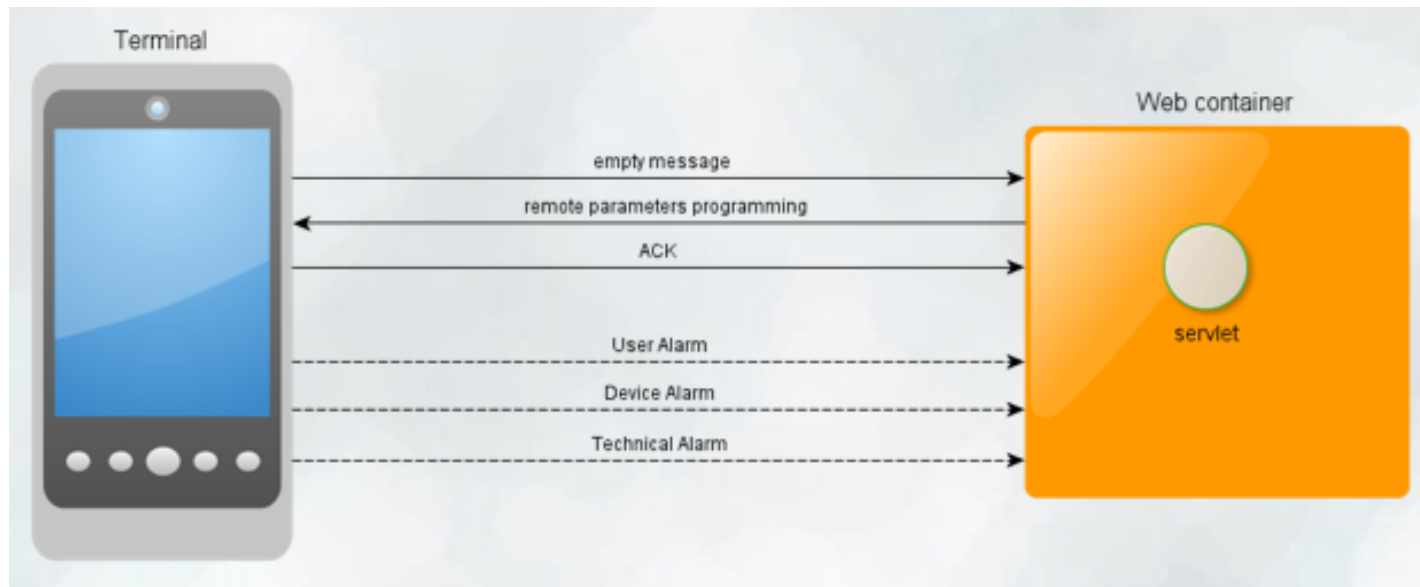 Terminal
Web container
empty message
remote parameters programming
ACK
servlet
User Alarm
Device Alarm
Technical Alarm